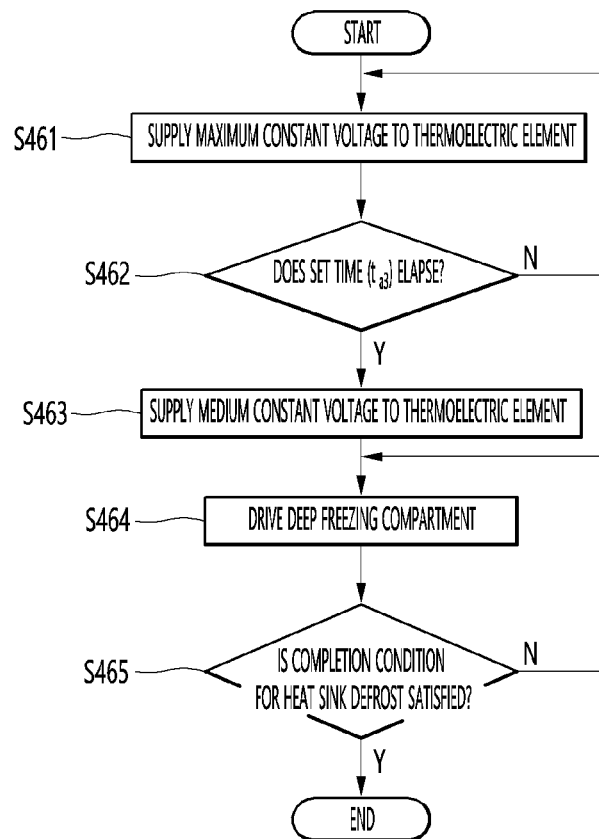 START
S461
SUPPLY MAXIMUM CONSTANT VOLTAGE TO THERMOELECTRIC ELEMENT
S462
DOES SET TIME (t a3) ELAPSE?
N
Y
S463
SUPPLY MEDIUM CONSTANT VOLTAGE TO THERMOELECTRIC ELEMENT
S464
DRIVE DEEP FREEZING COMPARTMENT
S465
IS COMPLETION CONDITION
FOR HEAT SINK DEFROST SATISFIED?
N
Y
END